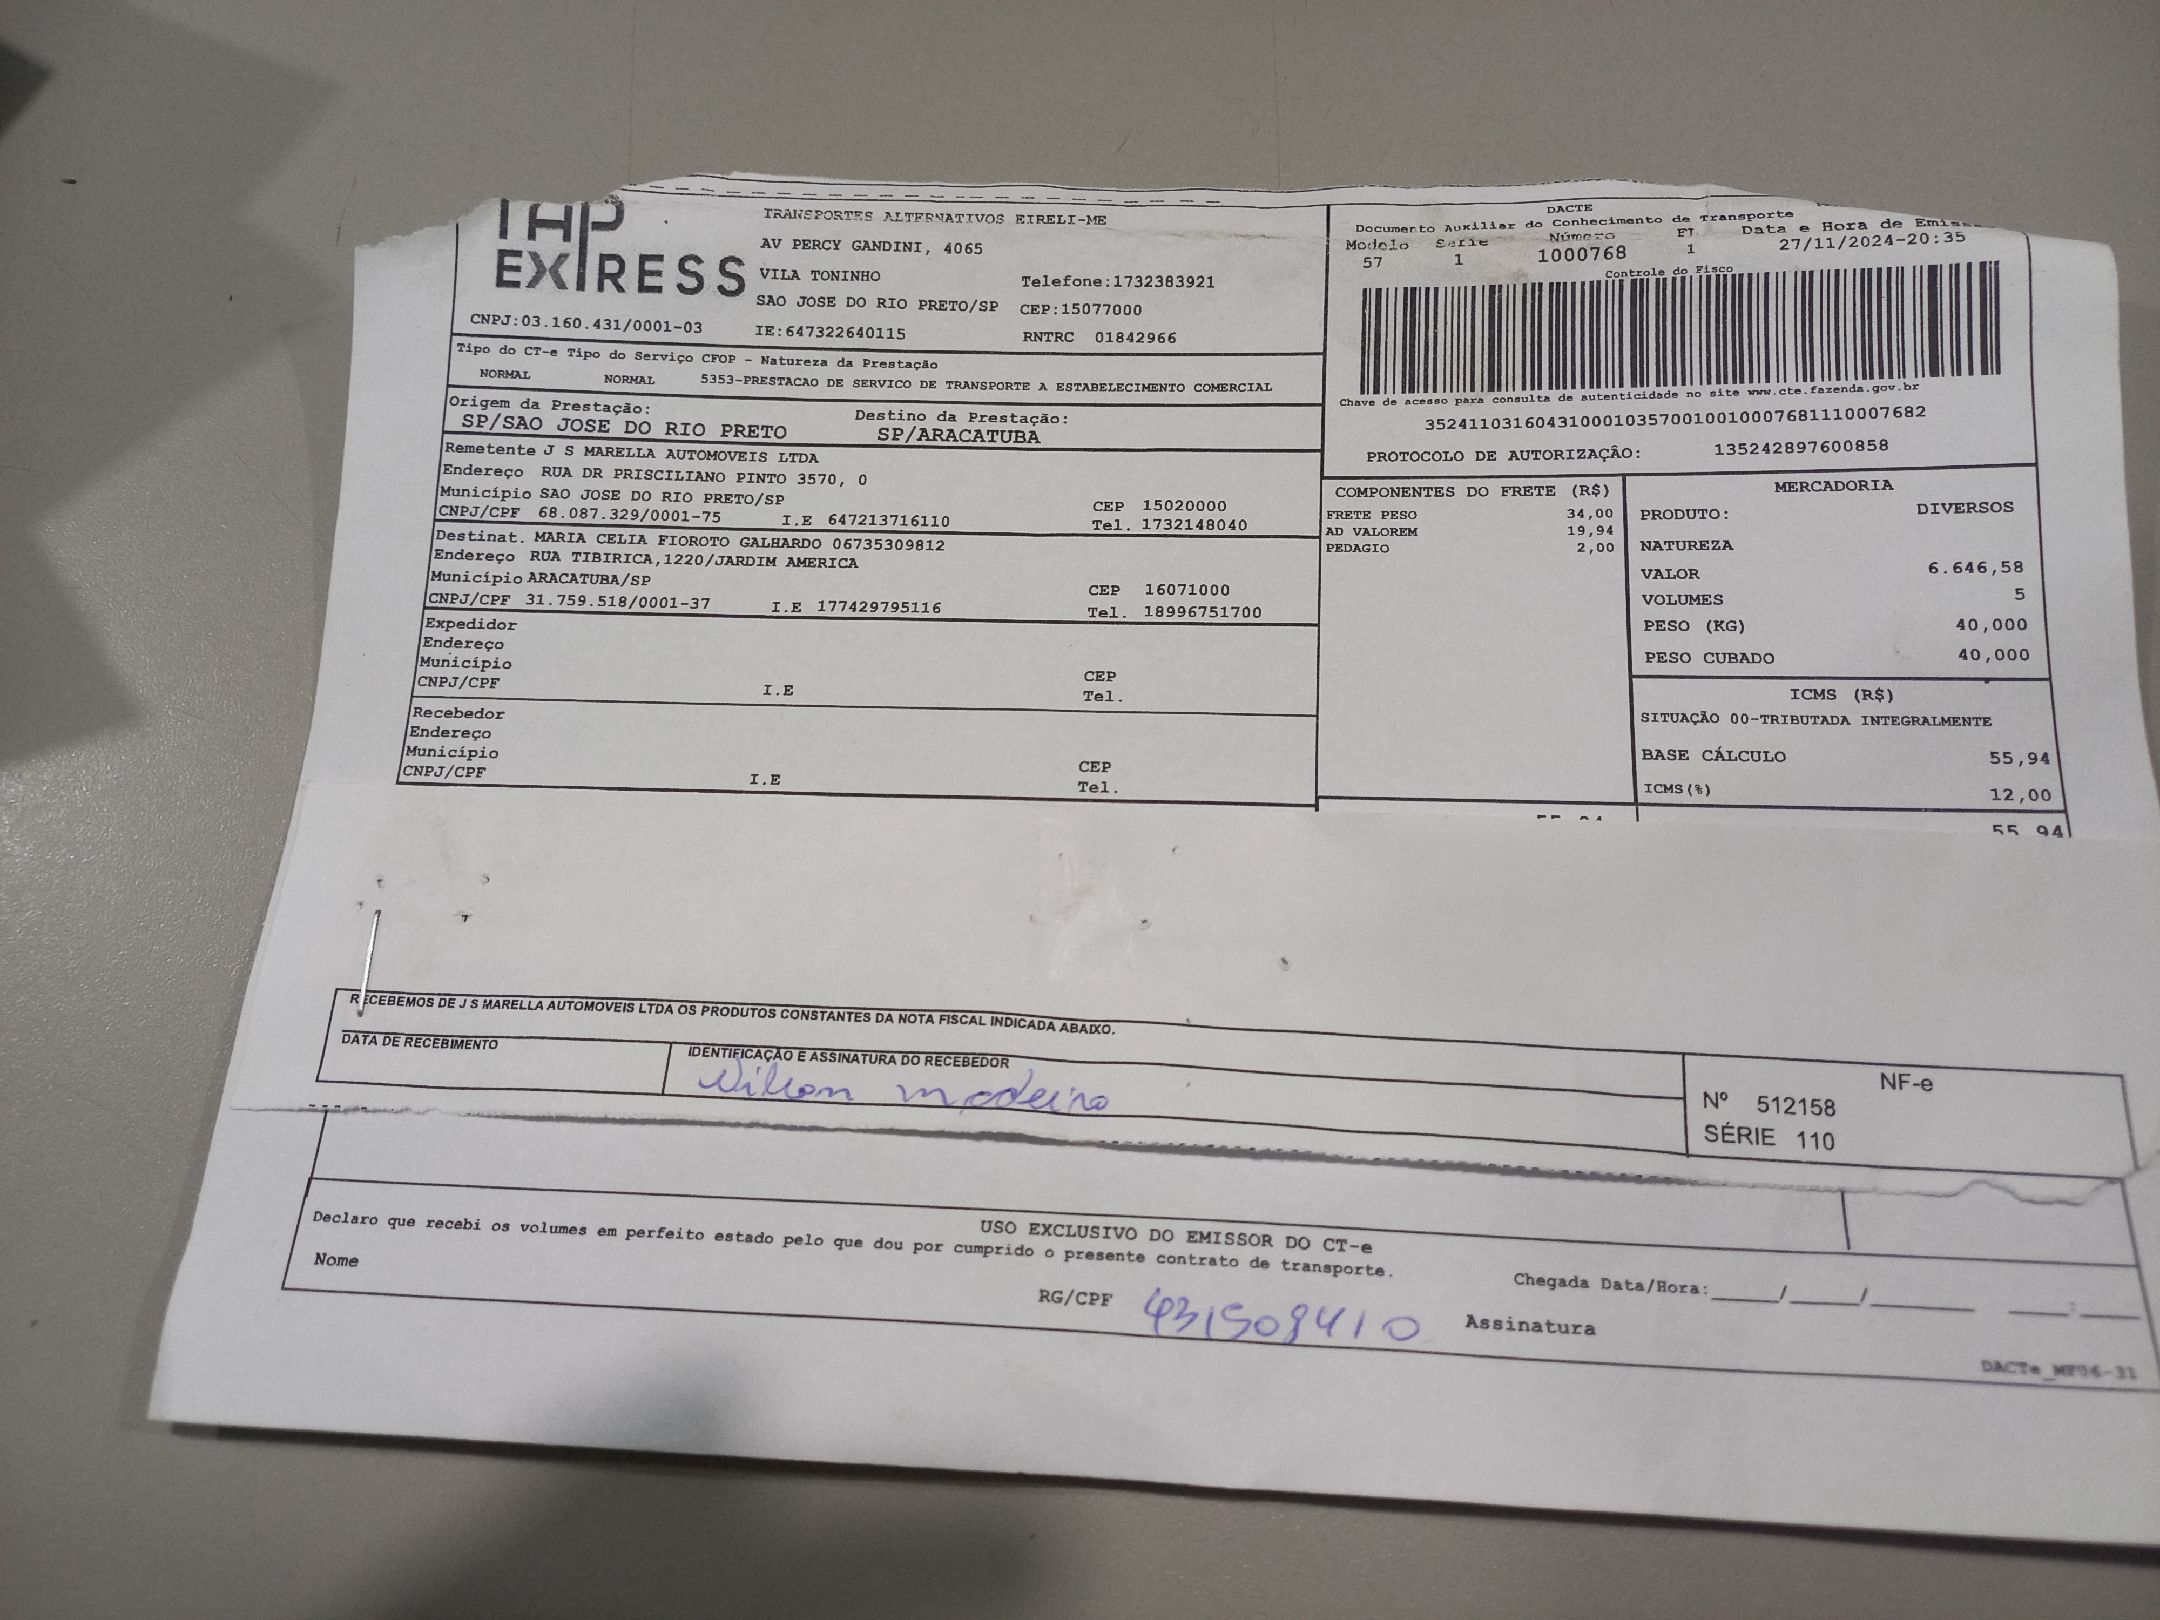 TAP
EXPRESS
TRANSPORTES ALTERNATIVOS EIRELI-ME
AV PERCY GANDINI, 4065
VILA TONINHO
Telefone:1732383921
SAO JOSE DO RIO PRETO/SP CEP:15077000
CNPJ:03.160.431/0001-03 IE:647322640115 RNTRC 01842966
DACTE
Documento Auxiliar do Conhecimento de Transporte
Modelo Serie Número Fl. Data e Hora de
57 1 1000768 1 27/11/2024-20:35
Controle do Fisco
Chave de acesso para consulta de autenticidade no site www.cte.fazenda.gov.br
35241103160431000103570010010007681110007682
PROTOCOLO DE AUTORIZAÇÂO: 135242897600858
Tipo do CT-e Tipo do Serviço CFOP - Natureza da Prestação
NORMAL NORMAL 5353-PRESTACAO DE SERVICO DE TRANSPORTE A ESTABELECIMENTO COMERCIAL
Origem da Prestação: Destino da Prestação:
SP/SAO JOSE DO RIO PRETO SP/ARACATUBA
Remetente J S MARELLA AUTOMOVEIS LTDA
Endereço RUA DR PRISCILIANO PINTO 3570, 0
Município SAO JOSE DO RIO PRETO/SP CEP 15020000
CNPJ/CPF 68.087.329/0001-75 I.E 647213716110 Tel. 1732148040
Destinat. MARIA CELIA FIOROTO GALHARDO 06735309812
Endereço RUA TIBIRICA,1220/JARDIM AMERICA
Município ARACATUBA/SP CEP 16071000
CNPJ/CPF 31.759.518/0001-37 I.E 177429795116 Tel. 18996751700
Expedidor
Endereço
Município CEP
CNPJ/CPF I.E Tel.
Recebedor
Endereço
Município CEP
CNPJ/CPF I.E Tel.
COMPONENTES DO FRETE (R$)
FRETE PESO 34,00
AD VALOREM 19,94
PEDAGIO 2,00
MERCADORIA
PRODUTO: DIVERSOS
NATUREZA
VALOR 6.646,58
VOLUMES 5
PESO (KG) 40,000
PESO CUBADO 40,000
ICMS (R$)
SITUAÇÃO 00-TRIBUTADA INTEGRALMENTE
BASE CÁLCULO 55,94
ICMS(%) 12,00
55,94
RECEBEMOS DE J S MARELLA AUTOMOVEIS LTDA OS PRODUTOS CONSTANTES DA NOTA FISCAL INDICADA ABAIXO.
DATA DE RECEBIMENTO IDENTIFICAÇÃO E ASSINATURA DO RECEBEDOR
Wilson madeira
NF-e
Nº 512158
SÉRIE 110
USO EXCLUSIVO DO EMISSOR DO CT-e
Declaro que recebi os volumes em perfeito estado pelo que dou por cumprido o presente contrato de transporte.
Nome RG/CPF 431508410 Assinatura
Chegada Data/Hora:_____/_____/________ ____:____